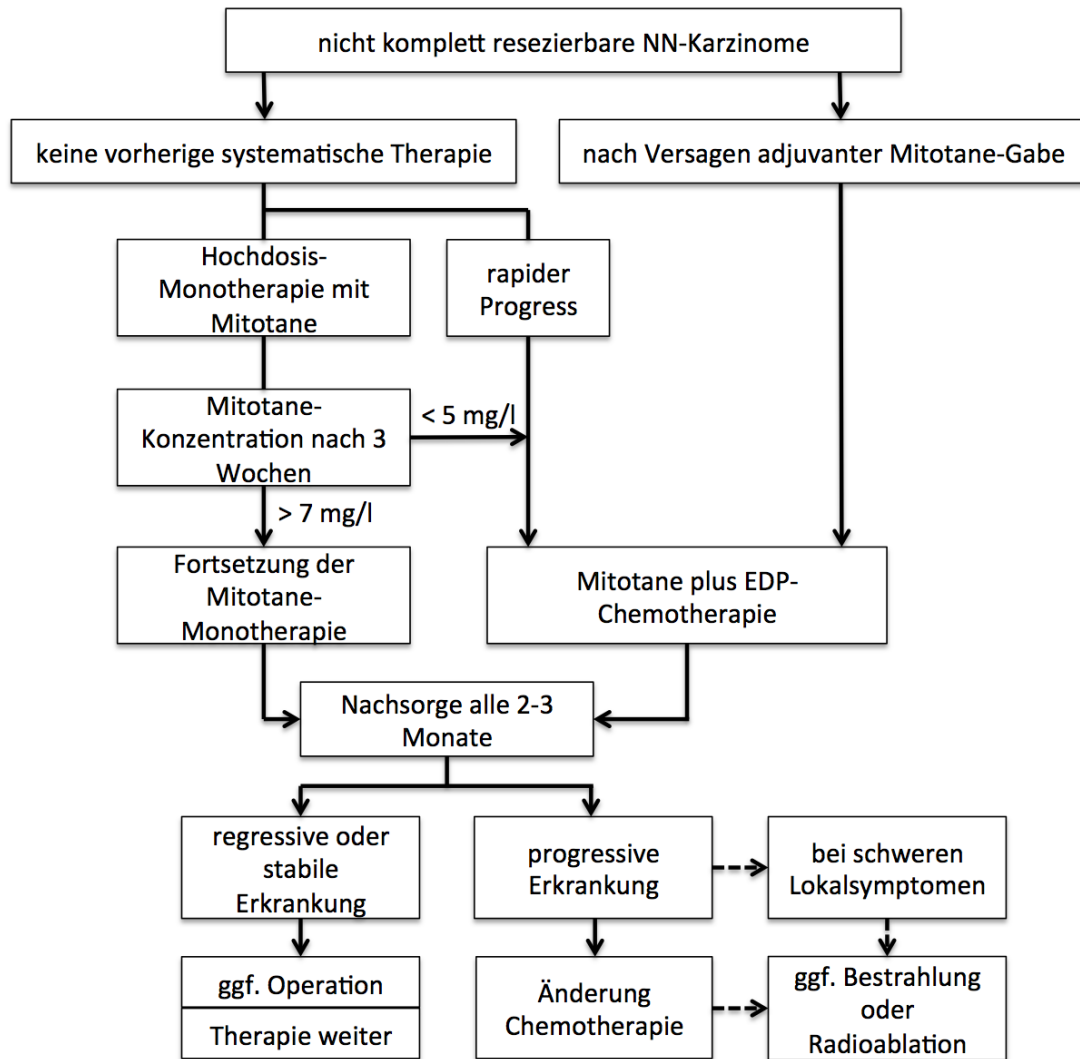 nicht komplett resezierbare NN-Karzinome
keine vorherige systematische Therapie
nach Versagen adjuvanter Mitotane-Gabe
Hochdosis-
Monotherapie mit
Mitotane
rapider
Progress
Mitotane-
Konzentration nach 3
Wochen
< 5 mg/l
> 7 mg/l
Fortsetzung der
Mitotane-
Monotherapie
Mitotane plus EDP-
Chemotherapie
Nachsorge alle 2-3
Monate
regressive oder
stabile
Erkrankung
progressive
Erkrankung
bei schweren
Lokalsymptomen
ggf. Operation
Therapie weiter
Änderung
Chemotherapie
ggf. Bestrahlung
oder
Radioablation